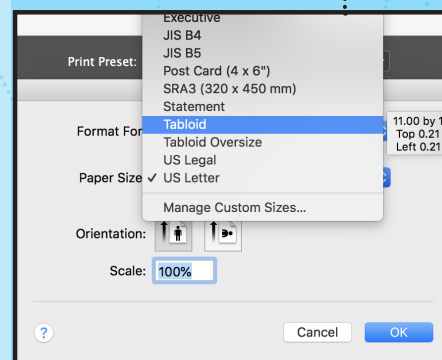 Executive
JIS B4
JIS B5
Print Preset:
Post Card (4 x 6")
SRA3 (320 x 450 mm)
Statement
Tabloid
Format For
11.00 by 1
Top 0.21
Left 0.21
Tabloid Oversize
US Legal
Paper Size
✓ US Letter
Manage Custom Sizes...
Orientation:
Scale: 100%
?
Cancel
OK